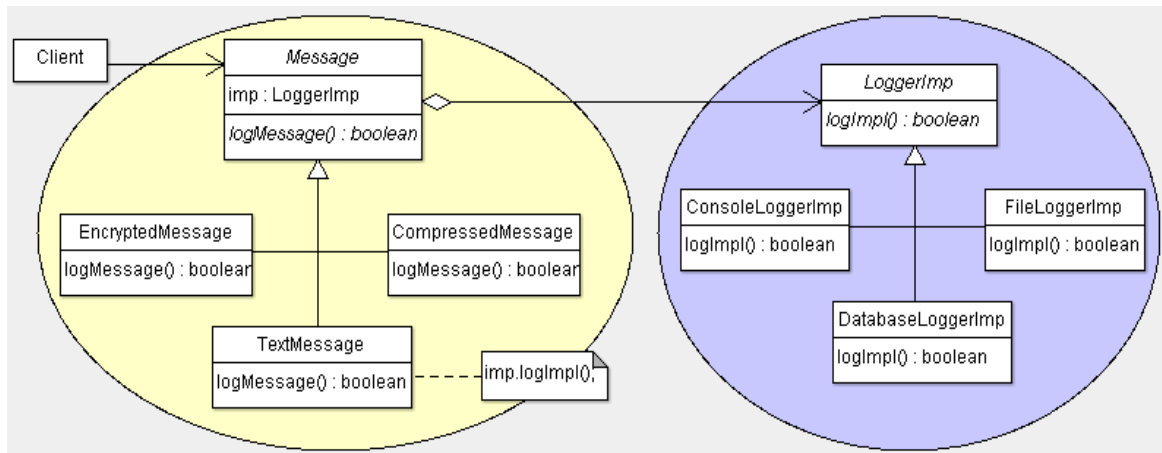 Client
Message
imp : LoggerImp
logMessage() : boolean
LoggerImp
logImpl() : boolean
EncryptedMessage
logMessage() : boolean
CompressedMessage
logMessage() : boolean
ConsoleLoggerImp
logImpl() : boolean
FileLoggerImp
logImpl() : boolean
TextMessage
logMessage() : boolean
imp.logImpl();
DatabaseLoggerImp
logImpl() : boolean